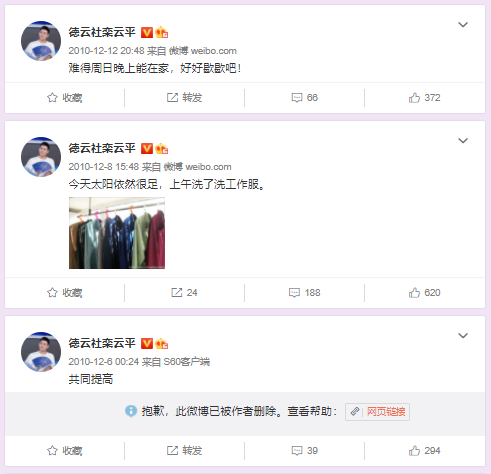 德云社栾云平
2010-12-12 20:48 来自 微博 weibo.com
难得周日晚上能在家，好好歇歇吧！
收藏 转发 66 372
德云社栾云平
2010-12-8 15:48 来自 微博 weibo.com
今天太阳依然很足，上午洗了洗工作服。
收藏 24 188 620
德云社栾云平
2010-12-6 00:24 来自 S60客户端
共同提高
抱歉，此微博已被作者删除。查看帮助： 网页链接
收藏 转发 39 294